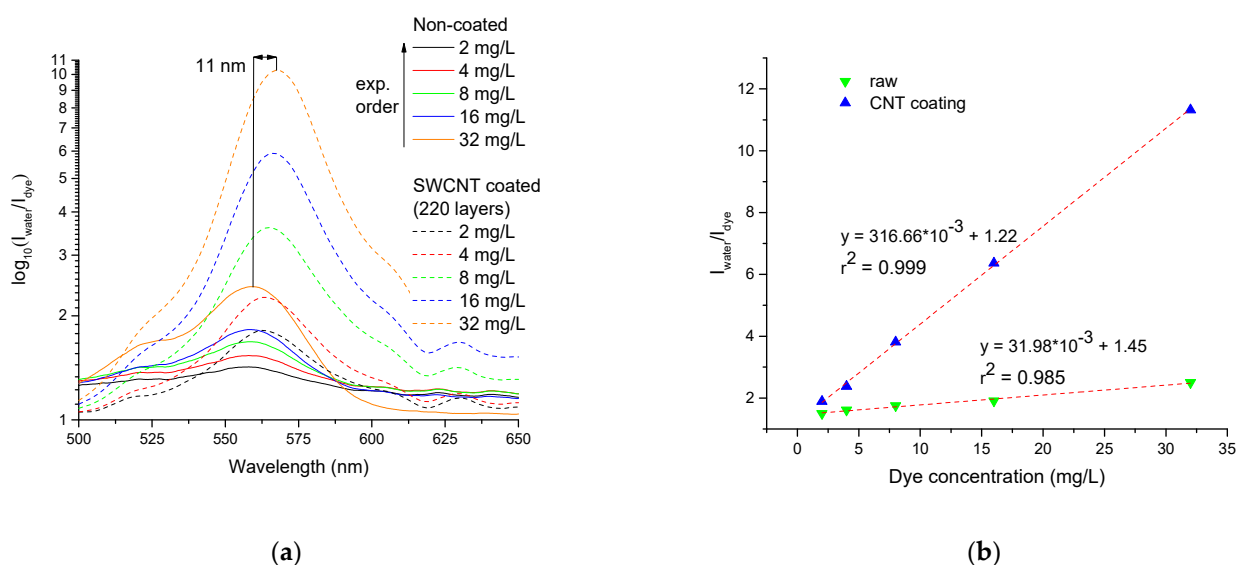 Non-coated
2 mg/L
4 mg/L
8 mg/L
16 mg/L
32 mg/L
exp.
order
SWCNT coated
(220 layers)
2 mg/L
4 mg/L
8 mg/L
16 mg/L
32 mg/L
11 nm
11
10
9
8
7
6
5
4
3
2
1
log10(Iwater/Idye)
500 525 550 575 600 625 650
Wavelength (nm)
(a)
raw
CNT coating
12
10
8
6
4
2
Iwater/Idye
y = 316.66*10-3 + 1.22
r2 = 0.999
y = 31.98*10-3 + 1.45
r2 = 0.985
0 5 10 15 20 25 30 35
Dye concentration (mg/L)
(b)